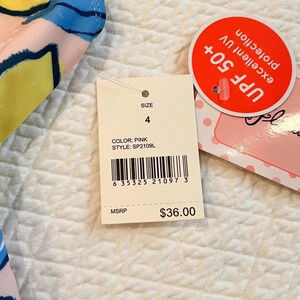 SIZE
4
COLOR: PINK
STYLE: SP2109L
6 35325 21097 3
MSRP $36.00
UPF 50+
excellent UV
protection